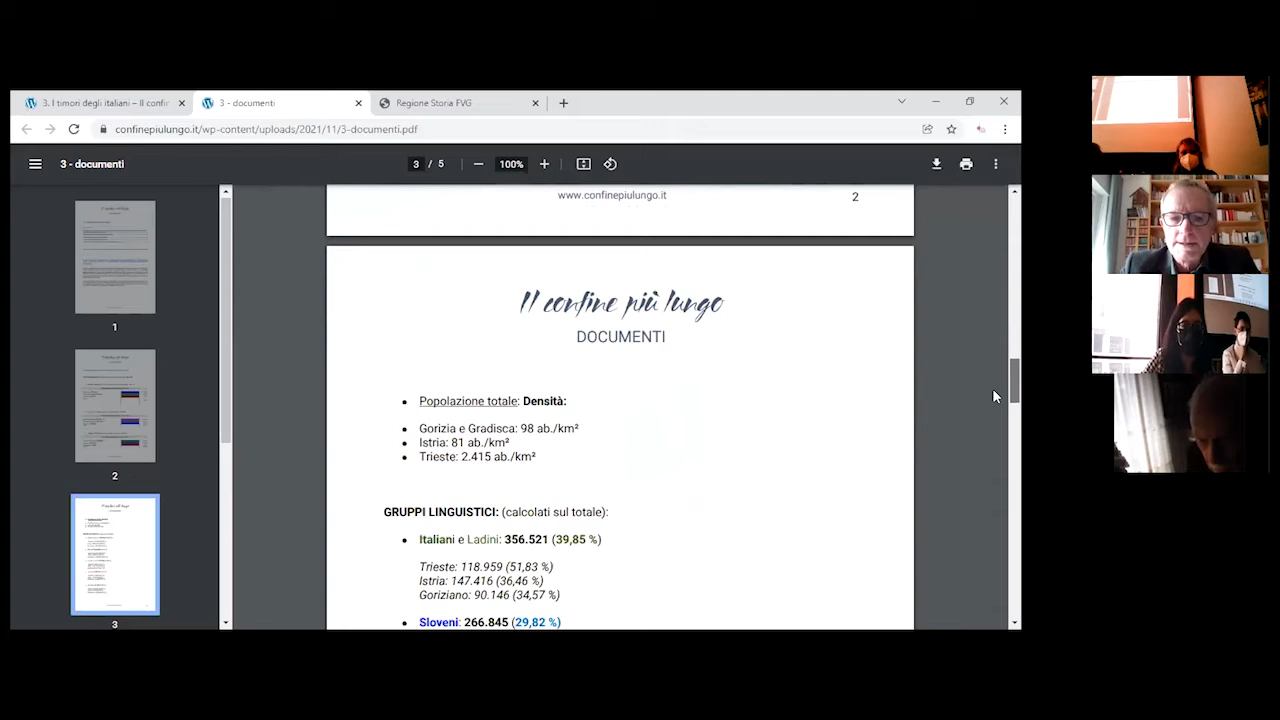 3. I timori degli italiani – Il confir
3 - documenti
Regione Storia FVG
confinepiulungo.it/wp-content/uploads/2021/11/3-documenti.pdf
3 - documenti
3 / 5
100%
1
2
3
www.confinepiulungo.it
2
Il confine più lungo
DOCUMENTI
Popolazione totale: Densità:
Gorizia e Gradisca: 98 ab./km²
Istria: 81 ab./km²
Trieste: 2.415 ab./km²
GRUPPI LINGUISTICI: (calcolati sul totale):
Italiani e Ladini: 356.521 (39,85 %)
Trieste: 118.959 (51,83 %)
Istria: 147.416 (36,46 %)
Goriziano: 90.146 (34,57 %)
Sloveni: 266.845 (29,82 %)